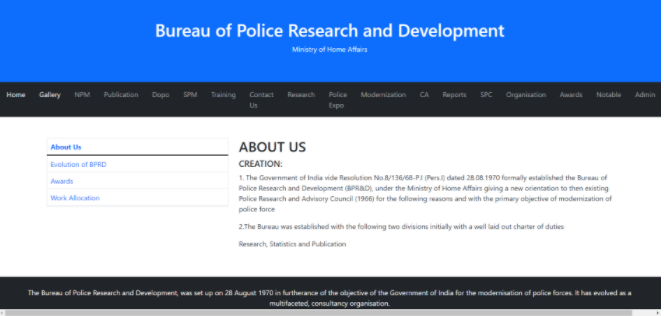 Bureau of Police Research and Development
Ministry of Home Affairs
Home Gallery NPM Publication Dopo SPM Training Contact Us Research Police Expo Modernization CA Reports SPC Organisation Awards Notable Admin
About Us
Evolution of BPRD
Awards
Work Allocation
ABOUT US
CREATION:
1. The Government of India vide Resolution No.8/136/68-P.I (Pers.I) dated 28.08.1970 formally established the Bureau of
Police Research and Development (BPR&D), under the Ministry of Home Affairs giving a new orientation to then existing
Police Research and Advisory Council (1966) for the following reasons and with the primary objective of modernization of
police force
2.The Bureau was established with the following two divisions initially with a well laid out charter of duties
Research, Statistics and Publication
The Bureau of Police Research and Development, was set up on 28 August 1970 in furtherance of the objective of the Government of India for the modernisation of police forces. It has evolved as a
multifaceted, consultancy organisation.